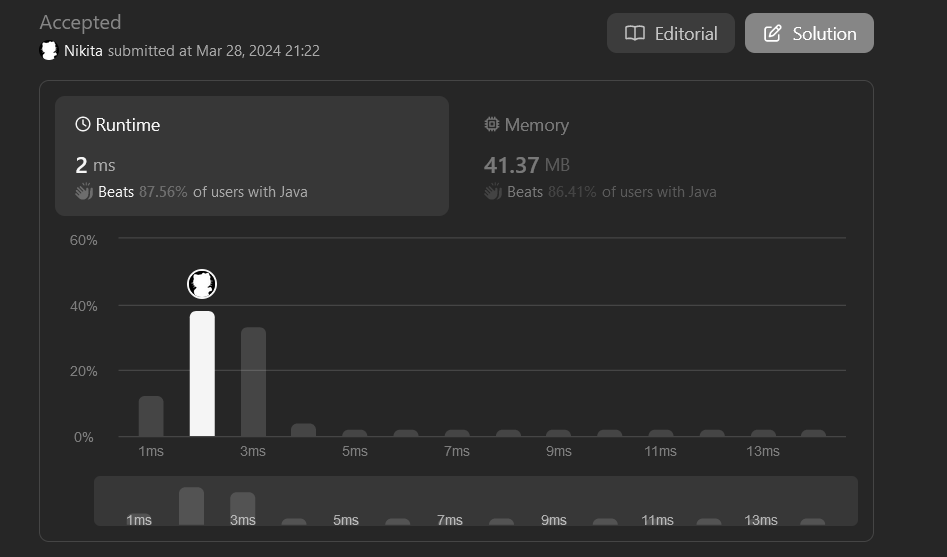 Accepted
Nikita submitted at Mar 28, 2024 21:22
Editorial
Solution
Runtime
2 ms
Beats 87.56% of users with Java
Memory
41.37 MB
Beats 86.41% of users with Java
60%
40%
20%
0%
1ms 3ms 5ms 7ms 9ms 11ms 13ms
1ms 3ms 5ms 7ms 9ms 11ms 13ms